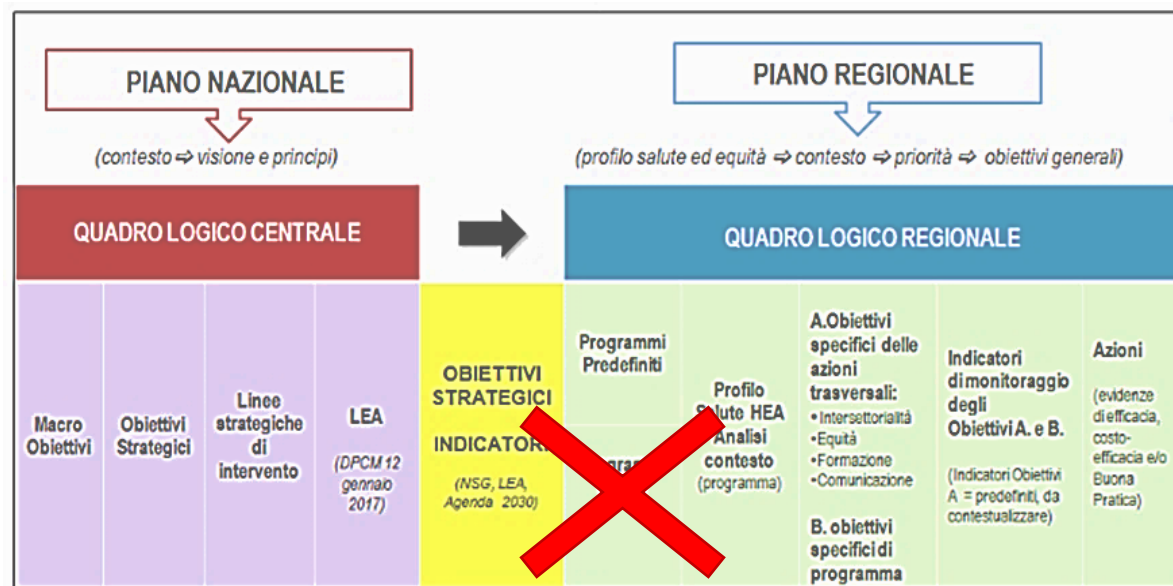 PIANO NAZIONALE
PIANO REGIONALE
(contesto ⇨ visione e principi)
(profilo salute ed equità ⇨ contesto ⇨ priorità ⇨ obiettivi generali)
QUADRO LOGICO CENTRALE
QUADRO LOGICO REGIONALE
Macro
Obiettivi
Obiettivi
Strategici
Linee
strategiche
di
intervento
LEA
(DPCM 12
gennaio
2017)
OBIETTIVI
STRATEGICI
(NSG, LEA,
Agenda 2030)
Programmi
Predefiniti
Profilo
Salute HEA
Analisi
contesto
(programma)
A.Obiettivi
specifici delle
azioni
trasversali:
•Intersettorialità
•Equità
•Formazione
•Comunicazione
B. obiettivi
specifici di
programma
Indicatori
di monitoraggio
degli
Obiettivi A. e B.
(Indicatori Obiettivi
A = predefiniti, da
contestualizzare)
Azioni
(evidenze
di efficacia,
costo-
efficacia e/o
Buona
Pratica)